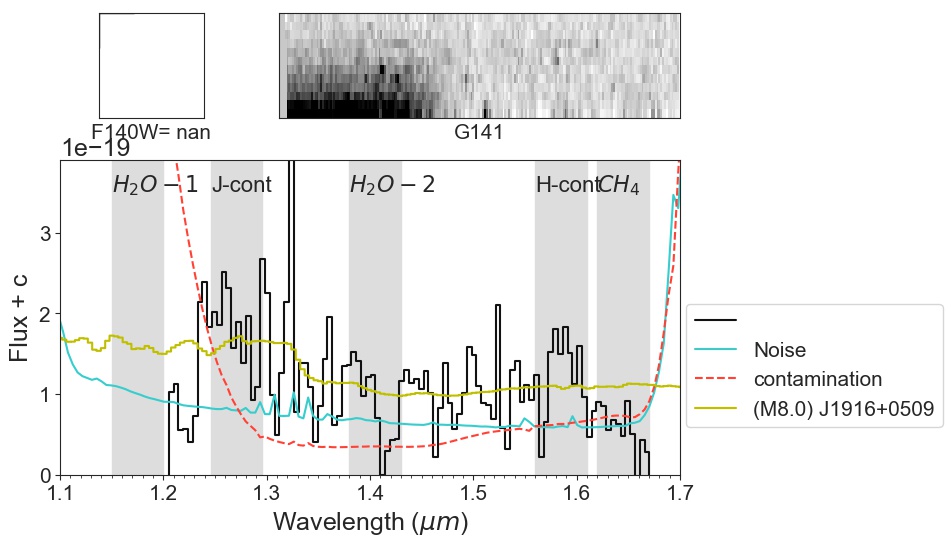 F140W= nan
G141
1e−19
H₂O − 1
J-cont
H₂O − 2
H-cont
CH₄
3
2
1
0
Flux + c
1.1
1.2
1.3
1.4
1.5
1.6
1.7
Wavelength (μm)
Noise
contamination
(M8.0) J1916+0509